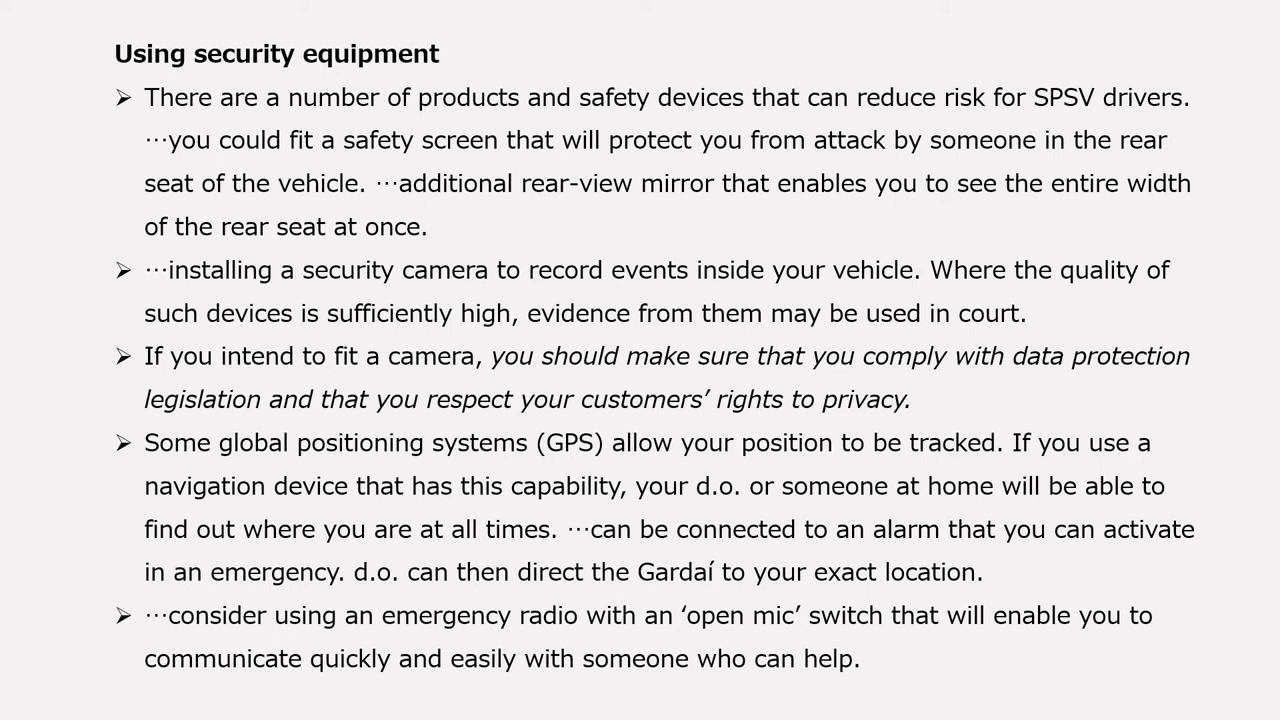 Using security equipment
➢ There are a number of products and safety devices that can reduce risk for SPSV drivers.
…you could fit a safety screen that will protect you from attack by someone in the rear
seat of the vehicle. …additional rear-view mirror that enables you to see the entire width
of the rear seat at once.
➢ …installing a security camera to record events inside your vehicle. Where the quality of
such devices is sufficiently high, evidence from them may be used in court.
➢ If you intend to fit a camera, you should make sure that you comply with data protection
legislation and that you respect your customers’ rights to privacy.
➢ Some global positioning systems (GPS) allow your position to be tracked. If you use a
navigation device that has this capability, your d.o. or someone at home will be able to
find out where you are at all times. …can be connected to an alarm that you can activate
in an emergency. d.o. can then direct the Gardaí to your exact location.
➢ …consider using an emergency radio with an ‘open mic’ switch that will enable you to
communicate quickly and easily with someone who can help.